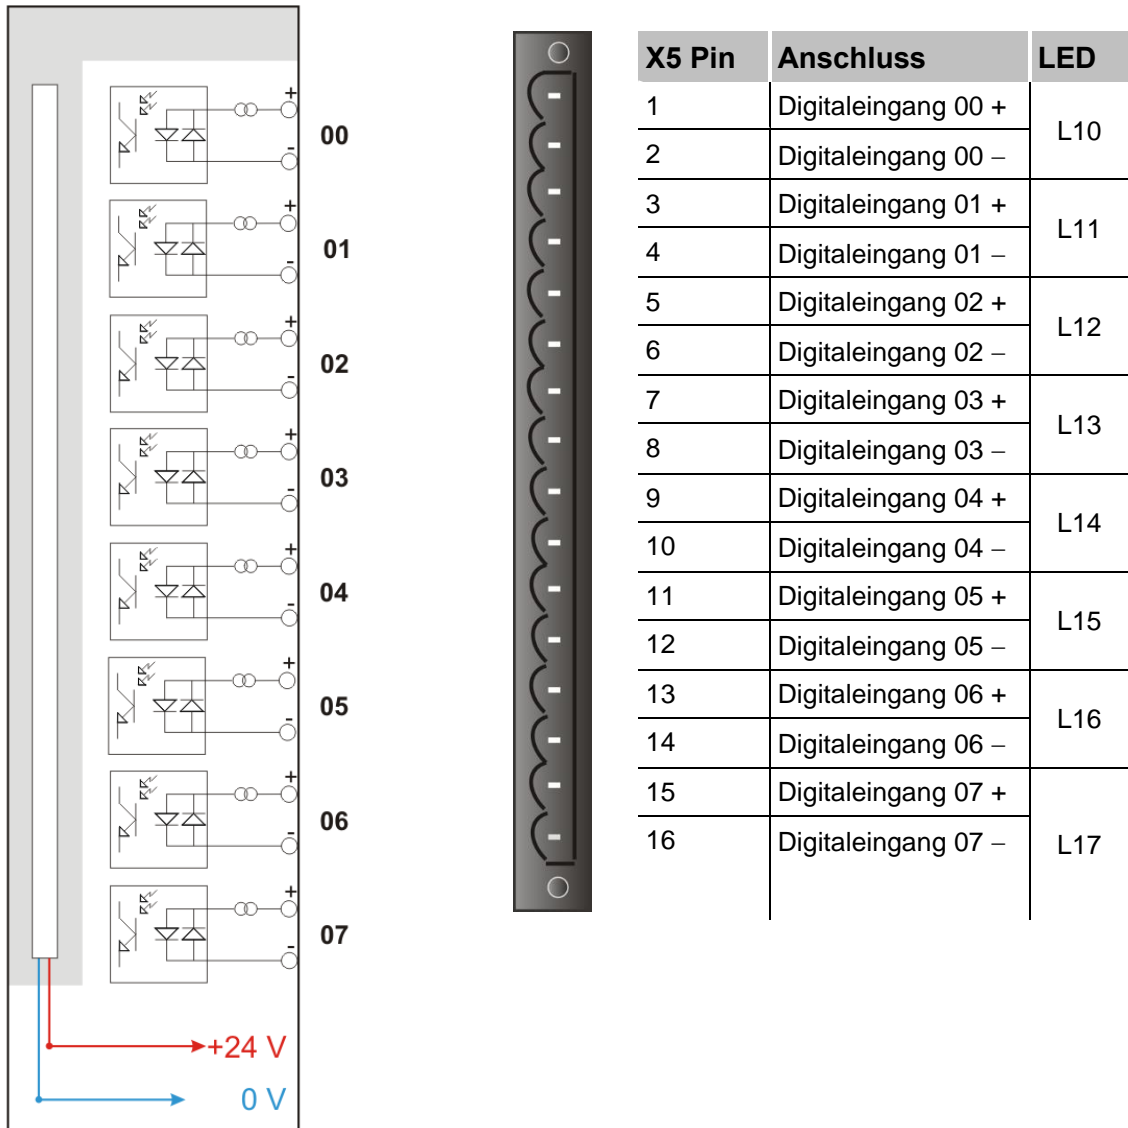 +
-
00
+
-
01
+
-
02
+
-
03
+
-
04
+
-
05
+
-
06
+
-
07
+24 V
0 V
X5 Pin Anschluss LED
1 Digitaleingang 00 + L10
2 Digitaleingang 00 –
3 Digitaleingang 01 + L11
4 Digitaleingang 01 –
5 Digitaleingang 02 + L12
6 Digitaleingang 02 –
7 Digitaleingang 03 + L13
8 Digitaleingang 03 –
9 Digitaleingang 04 + L14
10 Digitaleingang 04 –
11 Digitaleingang 05 + L15
12 Digitaleingang 05 –
13 Digitaleingang 06 + L16
14 Digitaleingang 06 –
15 Digitaleingang 07 + L17
16 Digitaleingang 07 –